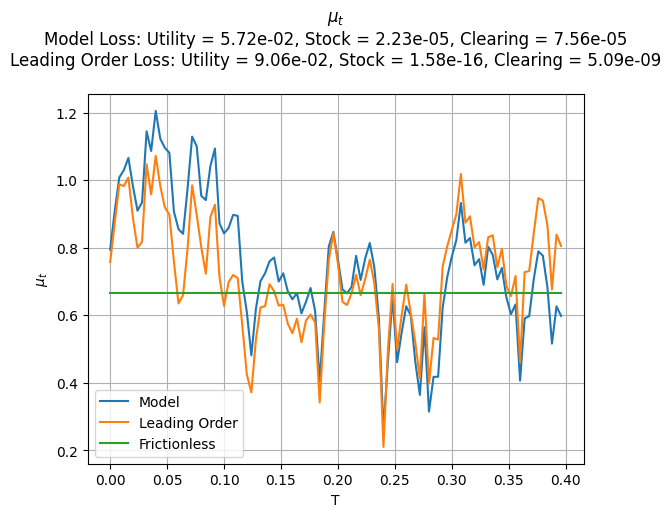 μt
Model Loss: Utility = 5.72e-02, Stock = 2.23e-05, Clearing = 7.56e-05
Leading Order Loss: Utility = 9.06e-02, Stock = 1.58e-16, Clearing = 5.09e-09
1.2
1.0
0.8
0.6
0.4
0.2
μt
Model
Leading Order
Frictionless
0.00 0.05 0.10 0.15 0.20 0.25 0.30 0.35 0.40
T